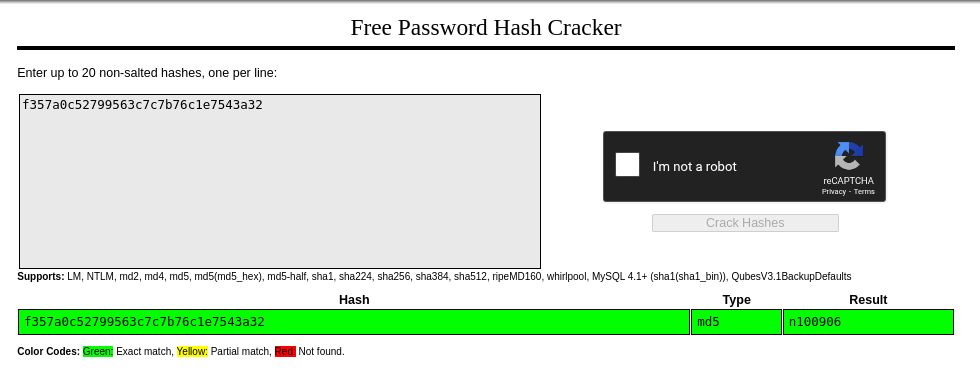 Free Password Hash Cracker
Enter up to 20 non-salted hashes, one per line:
f357a0c52799563c7c7b76c1e7543a32
I'm not a robot
reCAPTCHA
Privacy - Terms
Crack Hashes
Supports: LM, NTLM, md2, md4, md5, md5(md5_hex), md5-half, sha1, sha224, sha256, sha384, sha512, ripeMD160, whirlpool, MySQL 4.1+ (sha1(sha1_bin)), QubesV3.1BackupDefaults
Hash Type Result
f357a0c52799563c7c7b76c1e7543a32 md5 n100906
Color Codes: Green: Exact match, Yellow: Partial match, Red: Not found.